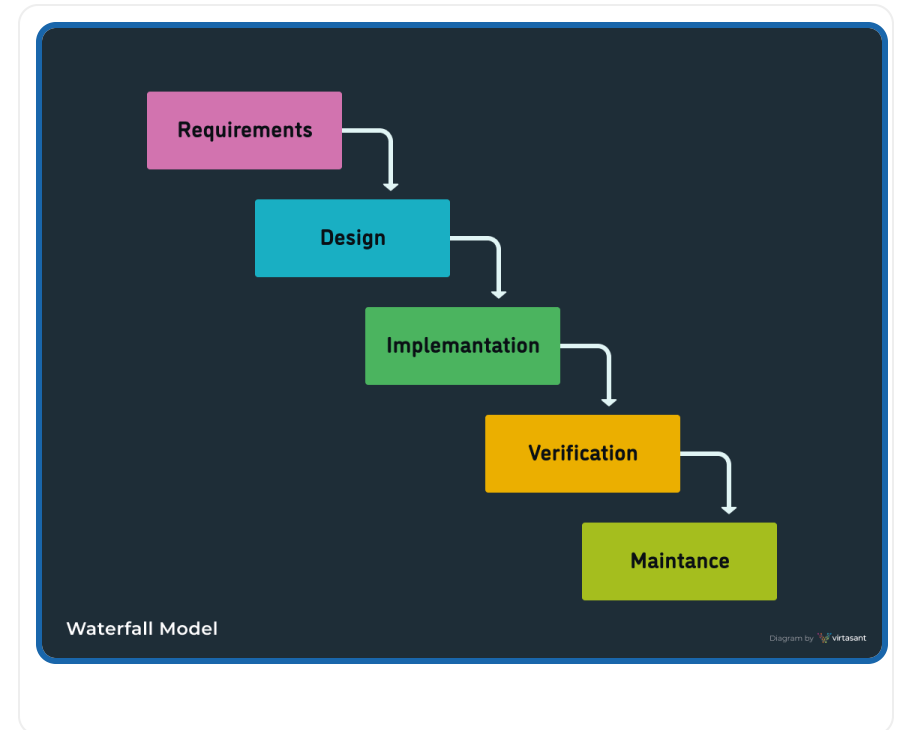 Requirements
Design
Implemantation
Verification
Maintance
Waterfall Model
Diagram by virtasant